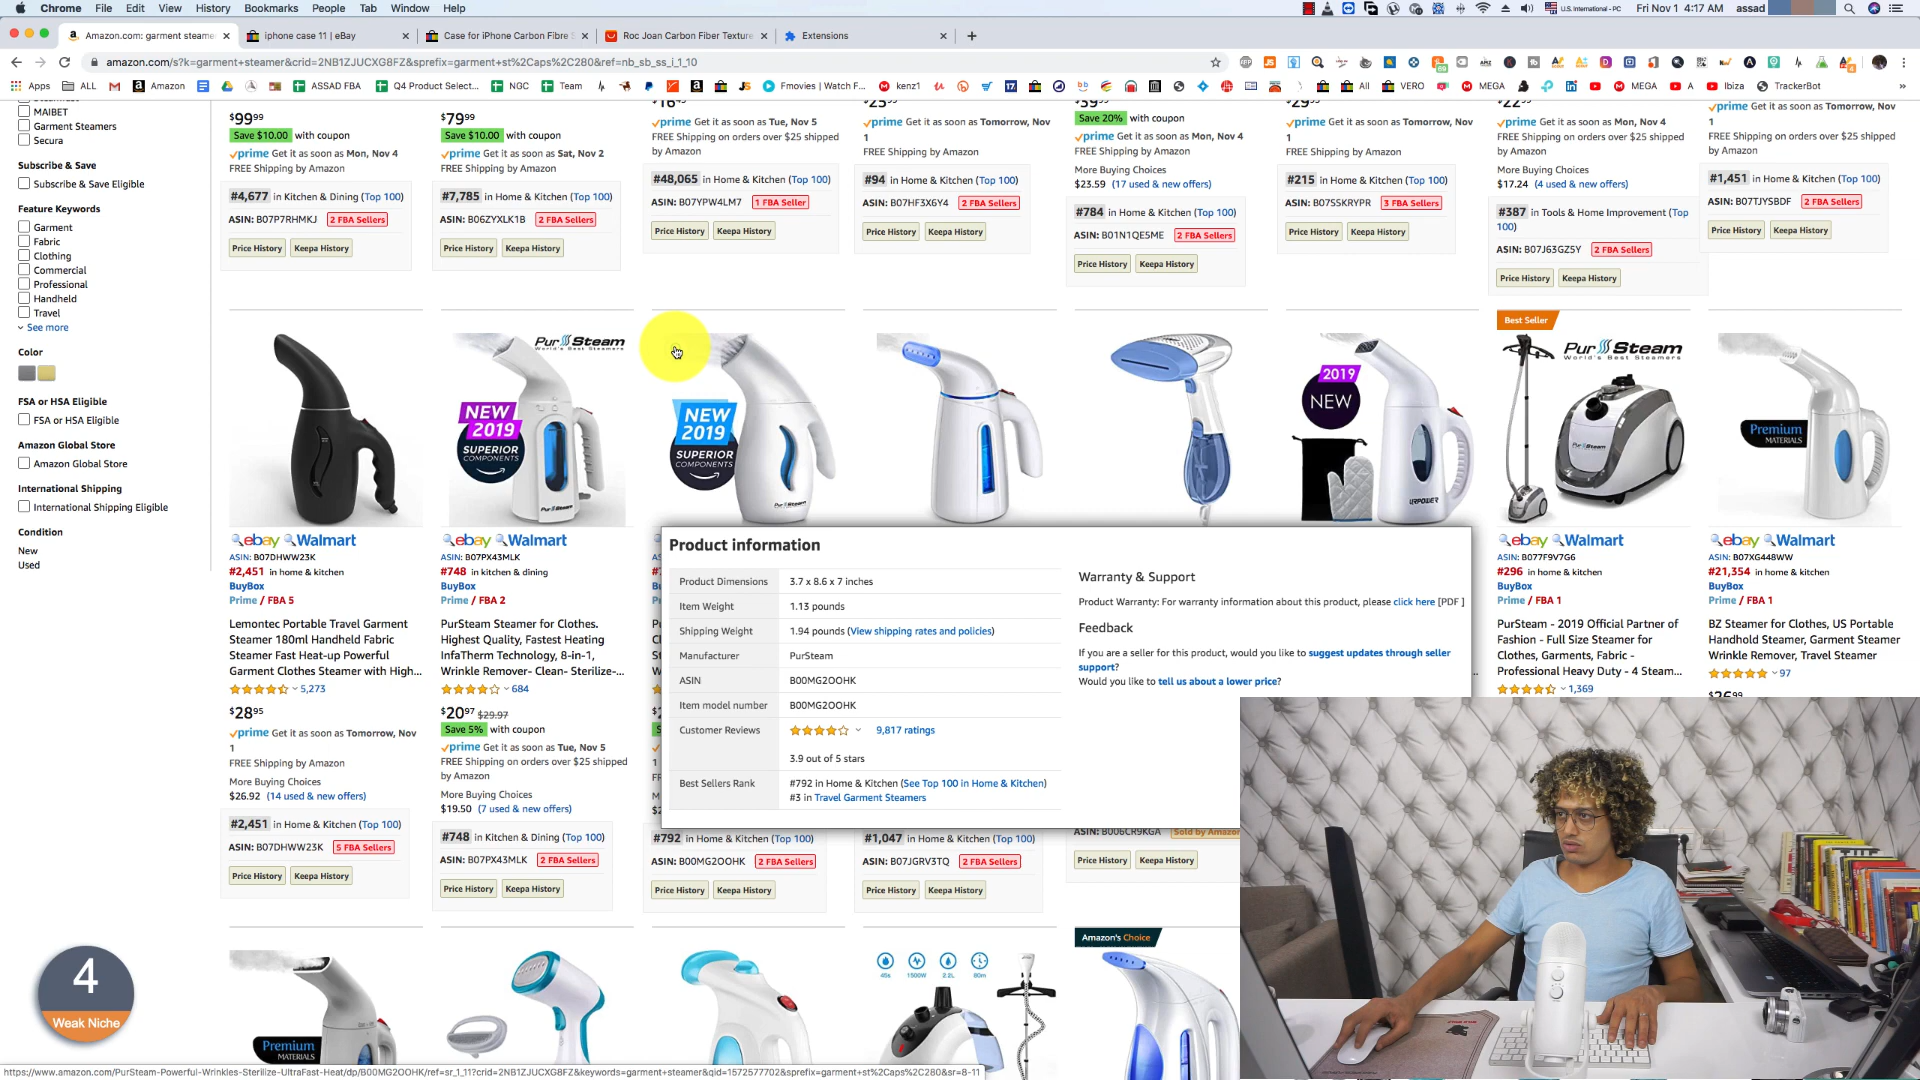 Chrome File Edit View History Bookmarks People Tab Window Help
U.S. International - PC Fri Nov 1 4:17 AM assad
Amazon.com: garment steame × iphone case 11 | eBay × Case for iPhone Carbon Fibre S × Roc Joan Carbon Fiber Texture × Extensions × +
amazon.com/s?k=garment+steamer&crid=2NB1ZJUCXG8FZ&sprefix=garment+st%2Caps%2C280&ref=nb_sb_ss_i_1_10
Apps ALL Amazon ASSAD FBA Q4 Product Select... NGC Team Fmovies | Watch F... kenz1 All VERO MEGA MEGA A Ibiza TrackerBot »
MAIBET
Garment Steamers
Secura
Subscribe & Save
Subscribe & Save Eligible
Feature Keywords
Garment
Fabric
Clothing
Commercial
Professional
Handheld
Travel
See more
Color
FSA or HSA Eligible
FSA or HSA Eligible
Amazon Global Store
Amazon Global Store
International Shipping
International Shipping Eligible
Condition
New
Used
$99⁹⁹
Save $10.00 with coupon
prime Get it as soon as Mon, Nov 4
FREE Shipping by Amazon
#4,677 in Kitchen & Dining (Top 100)
ASIN: B07P7RHMKJ 2 FBA Sellers
Price History Keepa History
$79⁹⁹
Save $10.00 with coupon
prime Get it as soon as Sat, Nov 2
FREE Shipping by Amazon
#7,785 in Home & Kitchen (Top 100)
ASIN: B06ZYXLK1B 2 FBA Sellers
Price History Keepa History
prime Get it as soon as Tue, Nov 5
FREE Shipping on orders over $25 shipped
by Amazon
#48,065 in Home & Kitchen (Top 100)
ASIN: B07YPW4LM7 1 FBA Seller
Price History Keepa History
prime Get it as soon as Tomorrow, Nov
1
FREE Shipping by Amazon
#94 in Home & Kitchen (Top 100)
ASIN: B07HF3X6Y4 2 FBA Sellers
Price History Keepa History
Save 20% with coupon
prime Get it as soon as Mon, Nov 4
FREE Shipping by Amazon
More Buying Choices
$23.59 (17 used & new offers)
#784 in Home & Kitchen (Top 100)
ASIN: B01N1QE5ME 2 FBA Sellers
Price History Keepa History
prime Get it as soon as Tomorrow, Nov
1
FREE Shipping by Amazon
#215 in Home & Kitchen (Top 100)
ASIN: B07S5KRYPR 3 FBA Sellers
Price History Keepa History
prime Get it as soon as Mon, Nov 4
FREE Shipping on orders over $25 shipped
by Amazon
More Buying Choices
$17.24 (4 used & new offers)
#387 in Tools & Home Improvement (Top
100)
ASIN: B07J63GZ5Y 2 FBA Sellers
Price History Keepa History
prime Get it as soon as Tomorrow, Nov
1
FREE Shipping on orders over $25 shipped
by Amazon
#1,451 in Home & Kitchen (Top 100)
ASIN: B07TJYSBDF 2 FBA Sellers
Price History Keepa History
ebay Walmart
ASIN: B07DHWW23K
#2,451 in home & kitchen
BuyBox
Prime / FBA 5
Lemontec Portable Travel Garment
Steamer 180ml Handheld Fabric
Steamer Fast Heat-up Powerful
Garment Clothes Steamer with High...
5,273
$28⁹⁵
prime Get it as soon as Tomorrow, Nov
1
FREE Shipping by Amazon
More Buying Choices
$26.92 (14 used & new offers)
#2,451 in Home & Kitchen (Top 100)
ASIN: B07DHWW23K 5 FBA Sellers
Price History Keepa History
PurSteam
World's Best Steamers
NEW
2019
SUPERIOR
COMPONENTS
PurSteam
ebay Walmart
ASIN: B07PX43MLK
#748 in kitchen & dining
BuyBox
Prime / FBA 2
PurSteam Steamer for Clothes.
Highest Quality, Fastest Heating
InfaTherm Technology, 8-in-1,
Wrinkle Remover- Clean- Sterilize-...
684
$20⁹⁷ $29.97
Save 5% with coupon
prime Get it as soon as Tue, Nov 5
FREE Shipping on orders over $25 shipped
by Amazon
More Buying Choices
$19.50 (7 used & new offers)
#748 in Kitchen & Dining (Top 100)
ASIN: B07PX43MLK 2 FBA Sellers
Price History Keepa History
NEW
2019
SUPERIOR
COMPONENTS
PurSteam
2019
NEW
URPOWER
Product information
Product Dimensions 3.7 x 8.6 x 7 inches
Item Weight 1.13 pounds
Shipping Weight 1.94 pounds (View shipping rates and policies)
Manufacturer PurSteam
ASIN B00MG2OOHK
Item model number B00MG2OOHK
Customer Reviews 9,817 ratings
3.9 out of 5 stars
Best Sellers Rank #792 in Home & Kitchen (See Top 100 in Home & Kitchen)
#3 in Travel Garment Steamers
Warranty & Support
Product Warranty: For warranty information about this product, please click here [PDF ]
Feedback
If you are a seller for this product, would you like to suggest updates through seller
support?
Would you like to tell us about a lower price?
#792 in Home & Kitchen (Top 100)
ASIN: B00MG2OOHK 2 FBA Sellers
Price History Keepa History
#1,047 in Home & Kitchen (Top 100)
ASIN: B07JGRV3TQ 2 FBA Sellers
Price History Keepa History
ASIN: B006CR9KGA Sold by Amazon
Price History Keepa History
Best Seller
PurSteam
World's Best Steamers
PurSteam
ebay Walmart
ASIN: B077F9V7G6
#296 in home & kitchen
BuyBox
Prime / FBA 1
PurSteam - 2019 Official Partner of
Fashion - Full Size Steamer for
Clothes, Garments, Fabric -
Professional Heavy Duty - 4 Steam...
1,369
Premium
MATERIALS
ebay Walmart
ASIN: B07XG448WW
#21,354 in home & kitchen
BuyBox
Prime / FBA 1
BZ Steamer for Clothes, US Portable
Handheld Steamer, Garment Steamer
Wrinkle Remover, Travel Steamer
97
Premium
MATERIALS
45s 1500W 2.2L 80m
Amazon's Choice
4
Weak Niche
https://www.amazon.com/PurSteam-Powerful-Wrinkles-Sterilize-UltraFast-Heat/dp/B00MG2OOHK/ref=sr_1_11?crid=2NB1ZJUCXG8FZ&keywords=garment+steamer&qid=1572577702&sprefix=garment+st%2Caps%2C280&sr=8-11